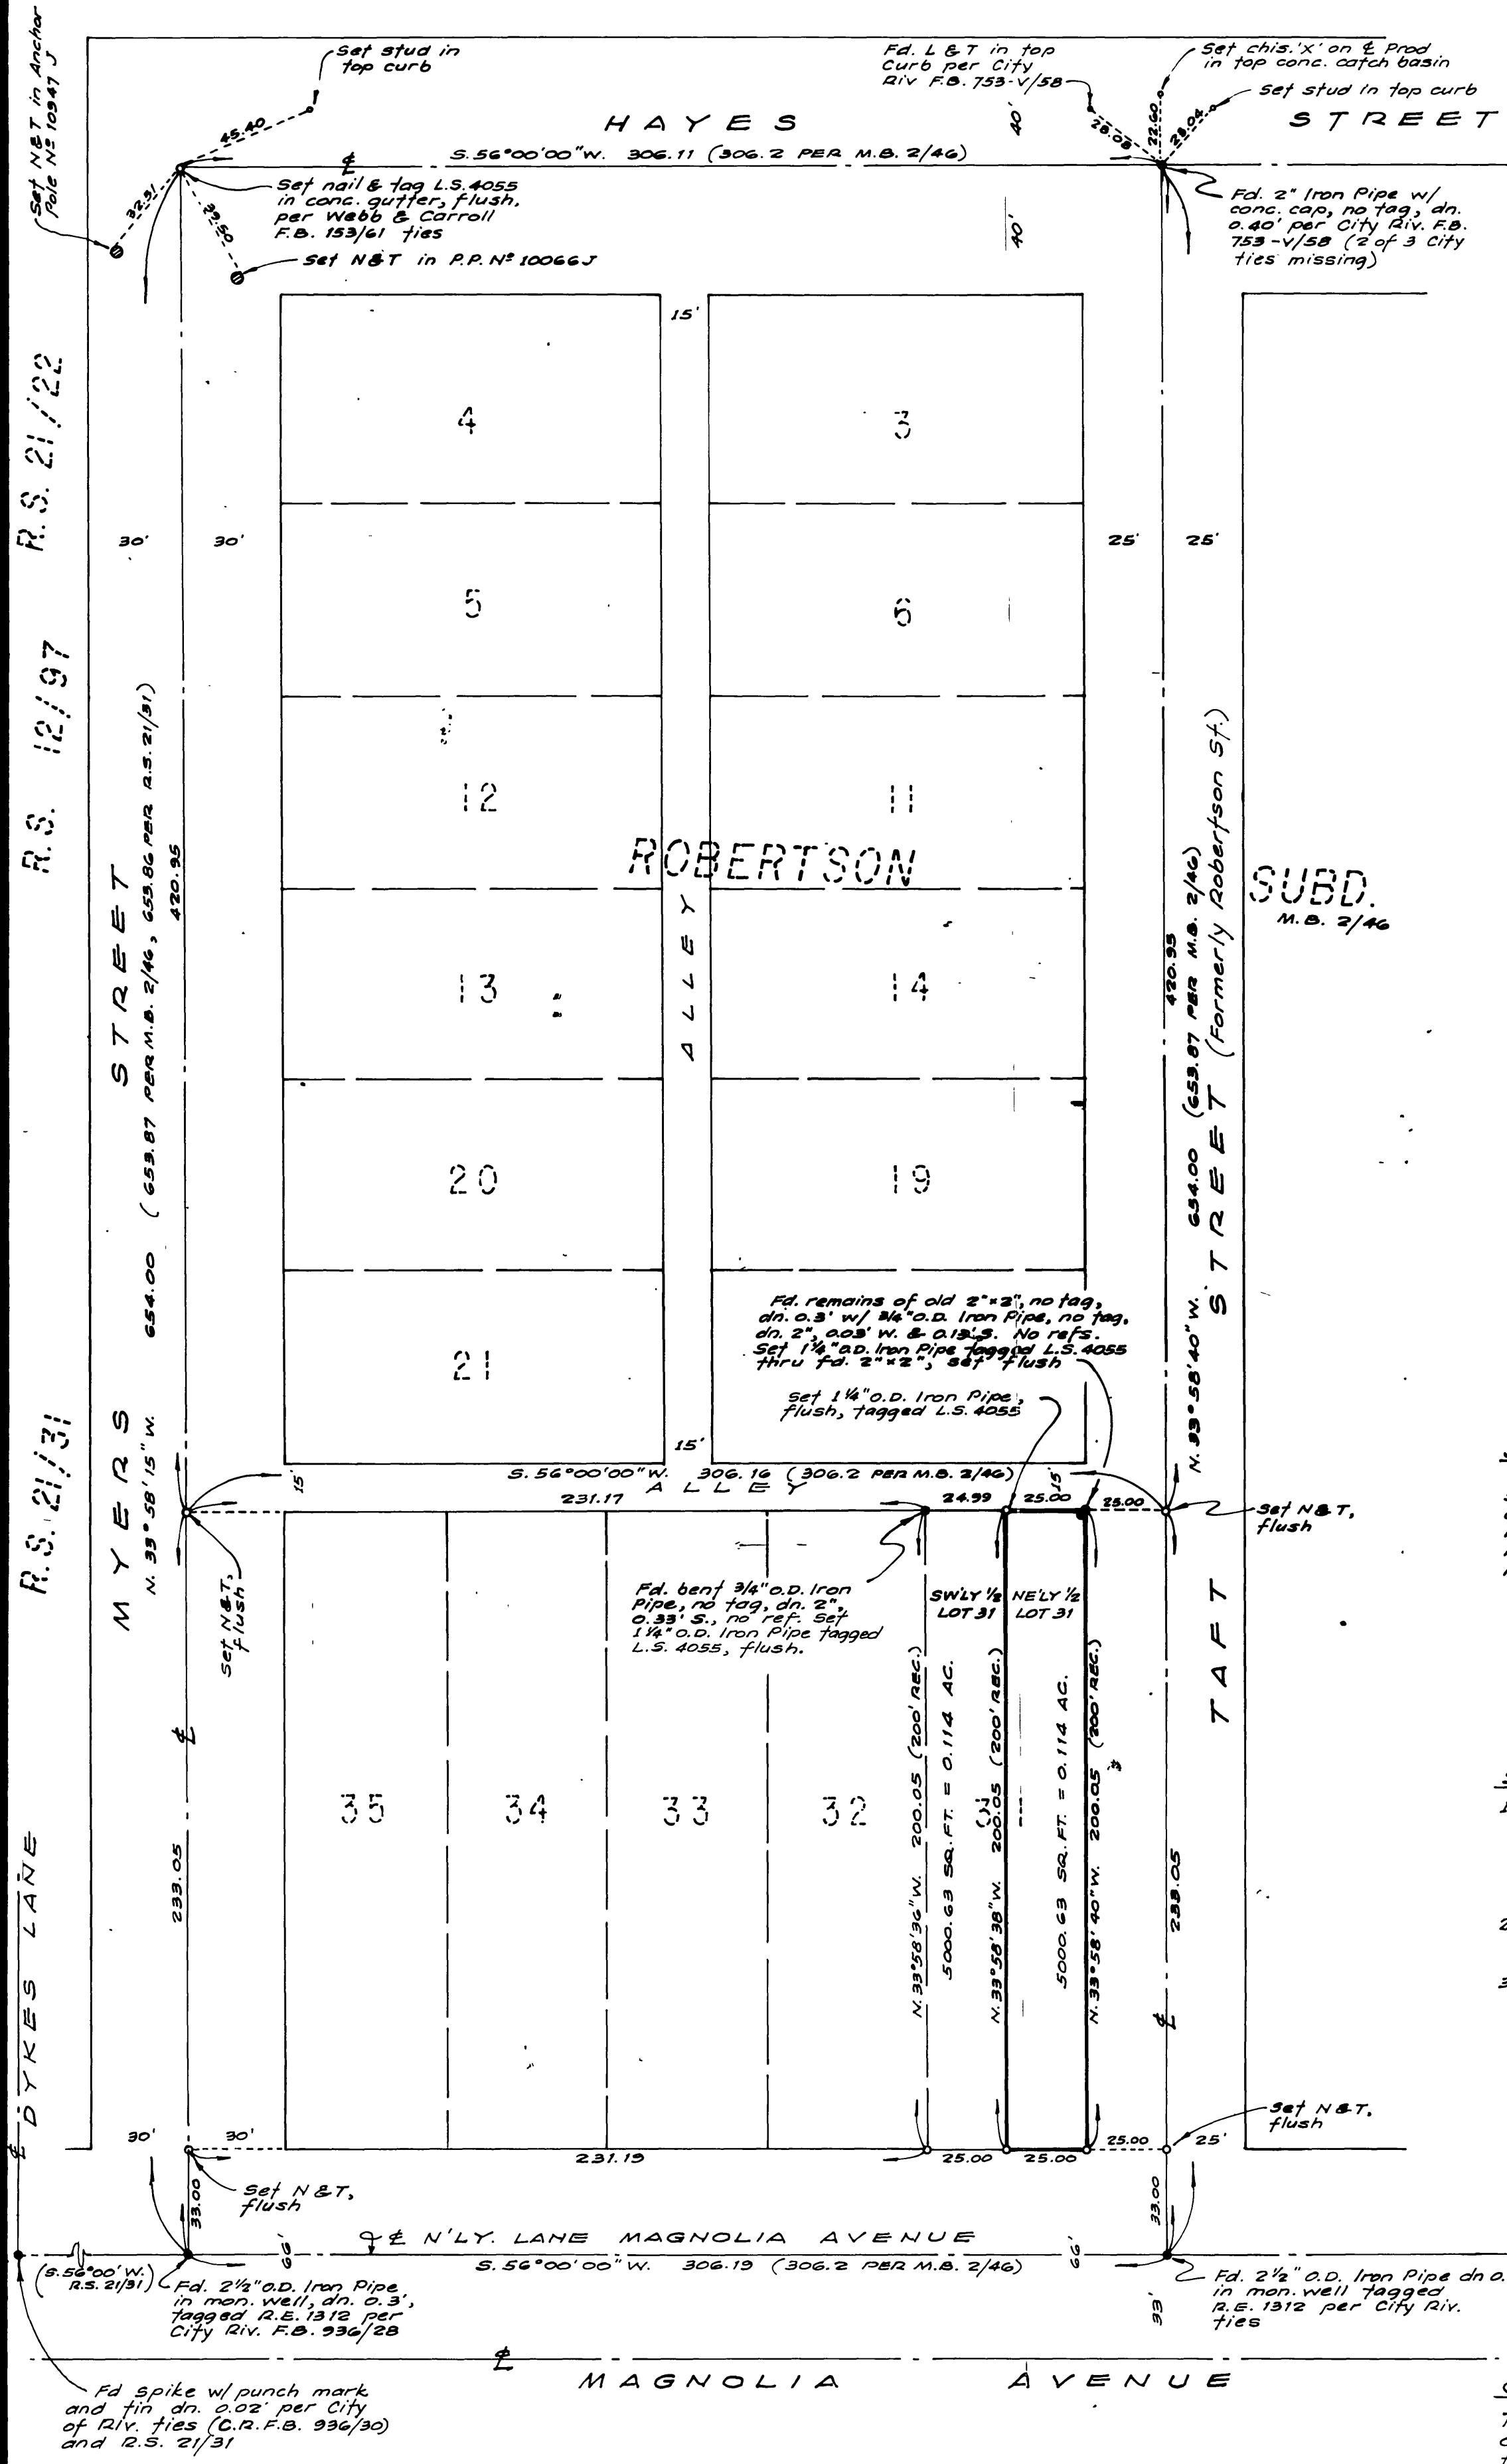 Set N&T in Anchor
Pole Nº 10947 J
Set stud in
top curb
Fd. L & T in top
Curb per City
Riv F.B. 753-V/58
Set chis. 'X' on ℄ Prod
in top conc. catch basin
Set stud in top curb
HAYES STREET
45.40
32.31
39.50
28.08
22.60
29.04
40'
40'
℄
S. 56°00'00" W. 306.11 (306.2 PER M.B. 2/46)
Set nail & tag L.S. 4055
in conc. gutter, flush,
per Webb & Carroll
F.B. 153/61 ties
Set N&T in P.P. Nº 10066J
Fd. 2" Iron Pipe w/
conc. cap, no tag, dn.
0.40' per City Riv. F.B.
753-V/58 (2 of 3 City
ties missing)
15'
4
3
R.S. 21/22
30'
30'
25'
25'
5
6
R.S. 12/97
12
11
ROBERTSON SUBD.
M.B. 2/46
ALLEY
13
14
20
19
21
MYERS STREET
N. 33°58'15" W. 654.00 (653.87 PER M.B. 2/46, 653.86 PER R.S. 21/31)
420.95
TAFT STREET (Formerly Robertson St.)
N. 33°58'40" W. 654.00 (653.87 PER M.B. 2/46)
420.95
R.S. 21/31
Fd. remains of old 2"x2", no tag,
dn. 0.3' w/ 3/4" O.D. Iron Pipe, no tag,
dn. 2", 0.03' W. & 0.13' S. No refs.
Set 1 1/4" O.D. Iron Pipe tagged L.S. 4055
thru fd. 2"x2", set flush
Set 1 1/4" O.D. Iron Pipe,
flush, tagged L.S. 4055
15'
15'
15'
S. 56°00'00" W. 306.16 (306.2 PER M.B. 2/46)
ALLEY
231.17
24.99
25.00
25.00
Set N&T,
flush
Set N&T,
flush
Fd. bent 3/4" O.D. Iron
Pipe, no tag, dn. 2",
0.33' S., no ref. Set
1 1/4" O.D. Iron Pipe tagged
L.S. 4055, flush.
SW'LY 1/2
LOT 31
NE'LY 1/2
LOT 31
35
34
33
32
31
N. 33°58'36" W. 200.05 (200' REC.)
5000.63 SQ. FT. = 0.114 AC.
N. 33°58'38" W. 200.05 (200' REC.)
5000.63 SQ. FT. = 0.114 AC.
N. 33°58'40" W. 200.05 (200' REC.)
℄
233.05
233.05
℄
℄ DYKES LANE
30'
30'
231.19
25.00
25.00
25.00
25'
Set N&T,
flush
Set N&T,
flush
33.00
33.00
66'
66'
℄ N'LY. LANE MAGNOLIA AVENUE
S. 56°00'00" W. 306.19 (306.2 PER M.B. 2/46)
(S. 56°00' W.
R.S. 21/31)
Fd. 2 1/2" O.D. Iron Pipe
in mon. well, dn. 0.3',
tagged R.E. 1312 per
City Riv. F.B. 936/28
Fd. 2 1/2" O.D. Iron Pipe dn 0.
in mon. well tagged
R.E. 1312 per City Riv.
ties
33'
℄
MAGNOLIA AVENUE
Fd spike w/ punch mark
and tin dn. 0.02' per City
of Riv. ties (C.R.F.B. 936/30)
and R.S. 21/31